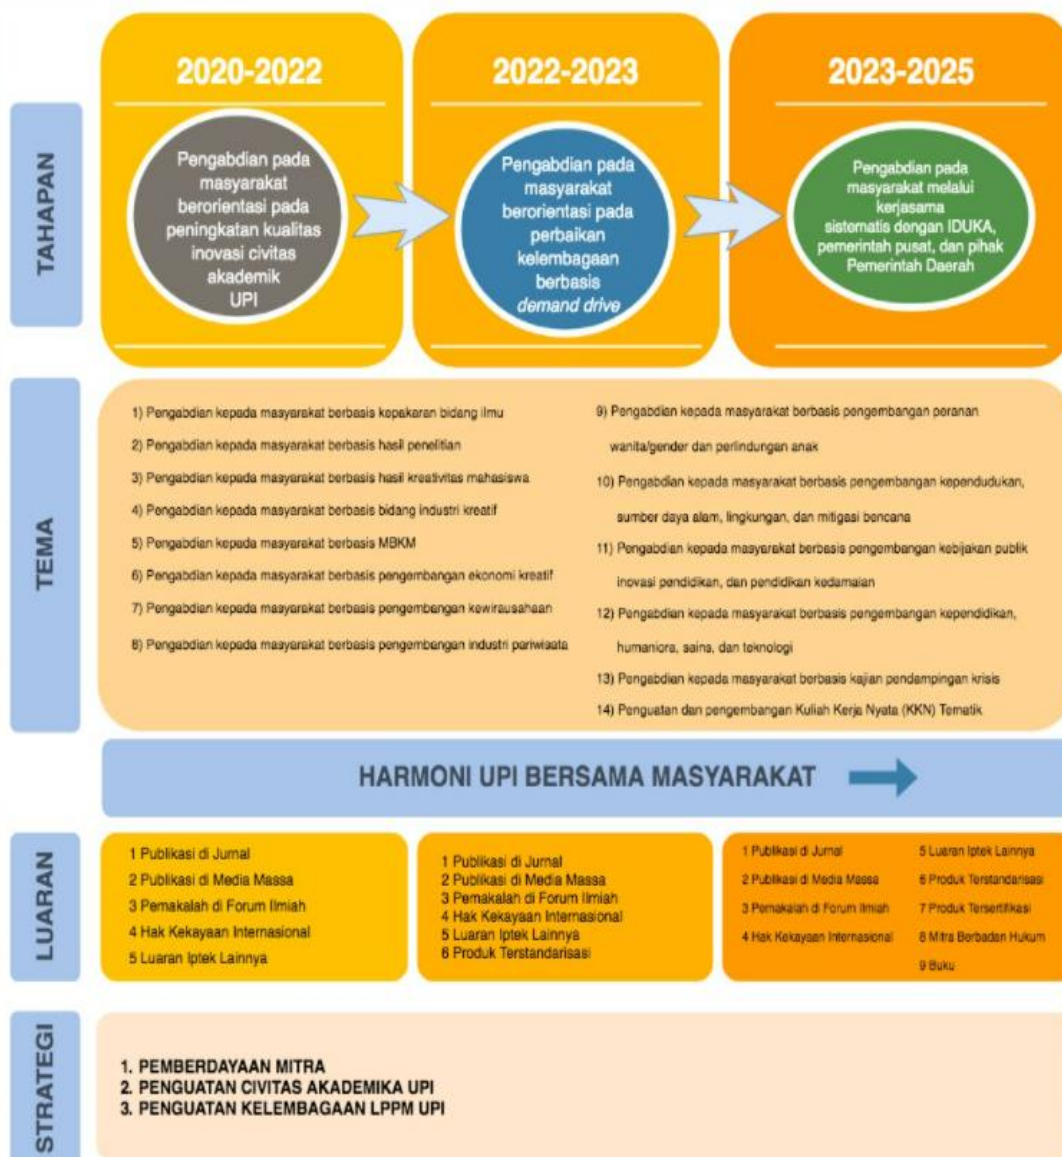 TAHAPAN
2020-2022
Pengabdian pada
masyarakat
berorientasi pada
peningkatan kualitas
inovasi civitas
akademik
UPI
2022-2023
Pengabdian pada
masyarakat
berorientasi pada
perbaikan
kelembagaan
berbasis
demand drive
2023-2025
Pengabdian pada
masyarakat melalui
kerjasama
sistematis dengan IDUKA,
pemerintah pusat, dan pihak
Pemerintah Daerah
TEMA
1) Pengabdian kepada masyarakat berbasis kepakaran bidang ilmu
2) Pengabdian kepada masyarakat berbasis hasil penelitian
3) Pengabdian kepada masyarakat berbasis hasil kreativitas mahasiswa
4) Pengabdian kepada masyarakat berbasis bidang industri kreatif
5) Pengabdian kepada masyarakat berbasis MBKM
6) Pengabdian kepada masyarakat berbasis pengembangan ekonomi kreatif
7) Pengabdian kepada masyarakat berbasis pengembangan kewirausahaan
8) Pengabdian kepada masyarakat berbasis pengembangan industri pariwisata
9) Pengabdian kepada masyarakat berbasis pengembangan peranan
wanita/gender dan perlindungan anak
10) Pengabdian kepada masyarakat berbasis pengembangan kependudukan,
sumber daya alam, lingkungan, dan mitigasi bencana
11) Pengabdian kepada masyarakat berbasis pengembangan kebijakan publik
inovasi pendidikan, dan pendidikan kedamaian
12) Pengabdian kepada masyarakat berbasis pengembangan kependidikan,
humaniora, sains, dan teknologi
13) Pengabdian kepada masyarakat berbasis kajian pendampingan krisis
14) Penguatan dan pengembangan Kuliah Kerja Nyata (KKN) Tematik
HARMONI UPI BERSAMA MASYARAKAT
LUARAN
1 Publikasi di Jurnal
2 Publikasi di Media Massa
3 Pemakalah di Forum Ilmiah
4 Hak Kekayaan Internasional
5 Luaran Iptek Lainnya
1 Publikasi di Jurnal
2 Publikasi di Media Massa
3 Pemakalah di Forum Ilmiah
4 Hak Kekayaan Internasional
5 Luaran Iptek Lainnya
6 Produk Terstandarisasi
1 Publikasi di Jurnal
2 Publikasi di Media Massa
3 Pemakalah di Forum Ilmiah
4 Hak Kekayaan Internasional
5 Luaran Iptek Lainnya
6 Produk Terstandarisasi
7 Produk Tersertifikasi
8 Mitra Berbadan Hukum
9 Buku
STRATEGI
1. PEMBERDAYAAN MITRA
2. PENGUATAN CIVITAS AKADEMIKA UPI
3. PENGUATAN KELEMBAGAAN LPPM UPI